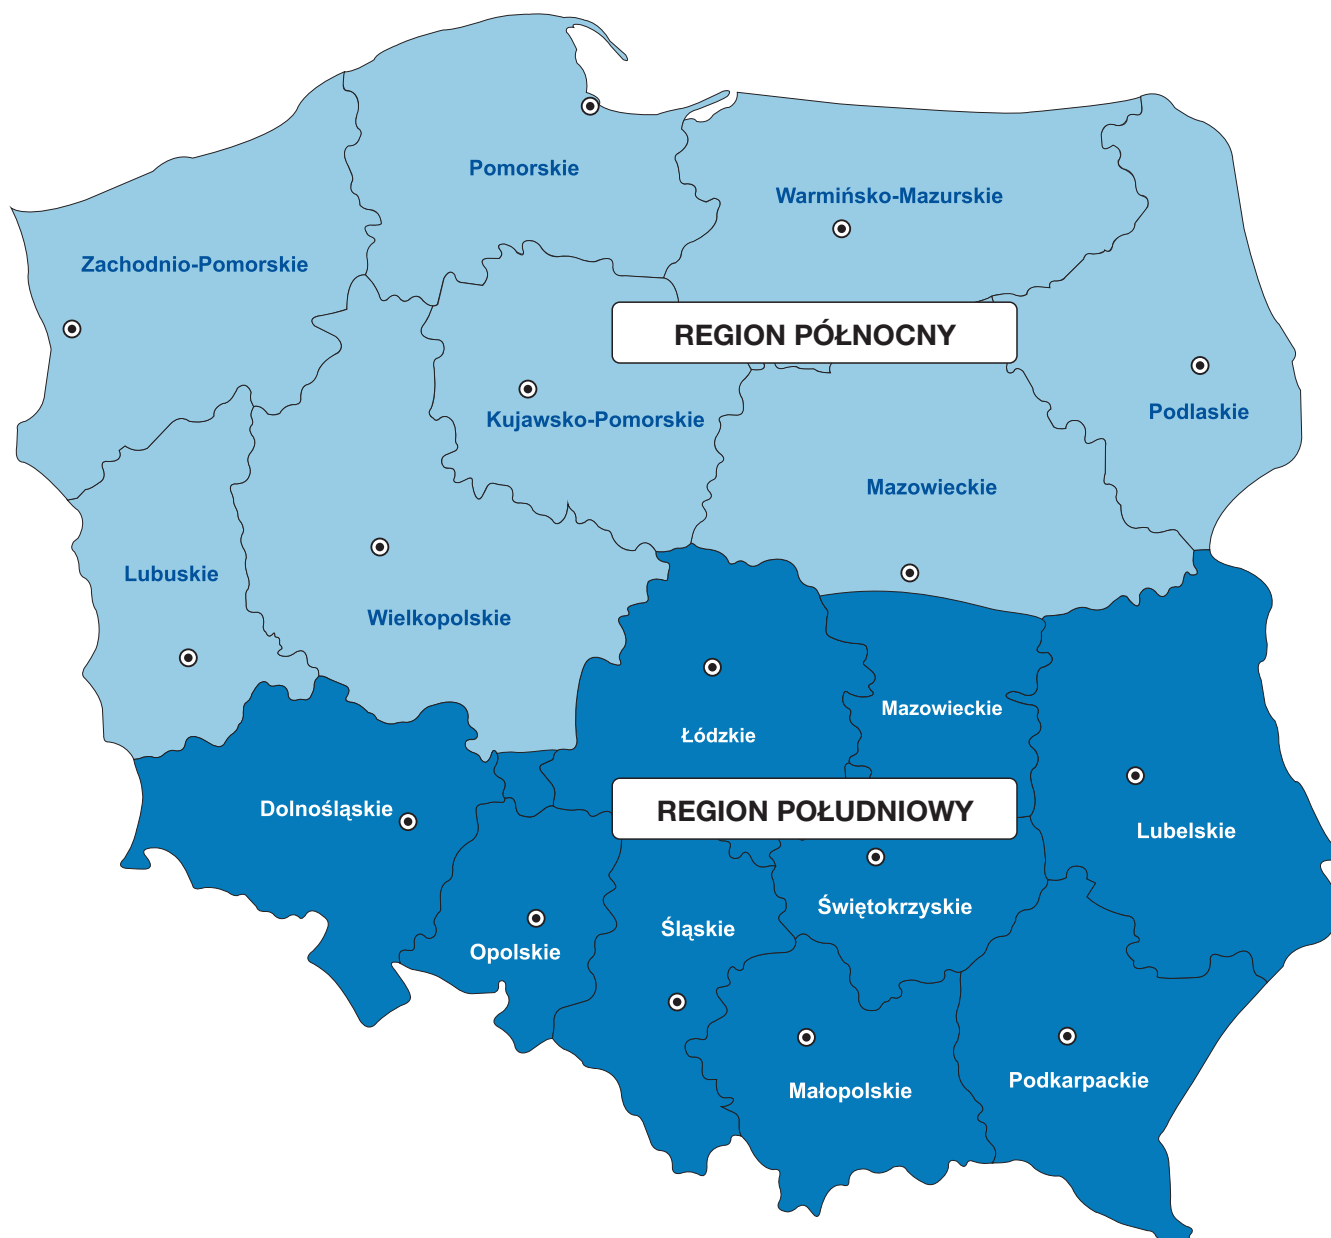 Pomorskie
Warmińsko-Mazurskie
Zachodnio-Pomorskie
REGION PÓŁNOCNY
Kujawsko-Pomorskie
Podlaskie
Mazowieckie
Lubuskie
Wielkopolskie
Mazowieckie
Łódzkie
Dolnośląskie
REGION POŁUDNIOWY
Lubelskie
Świętokrzyskie
Śląskie
Opolskie
Podkarpackie
Małopolskie